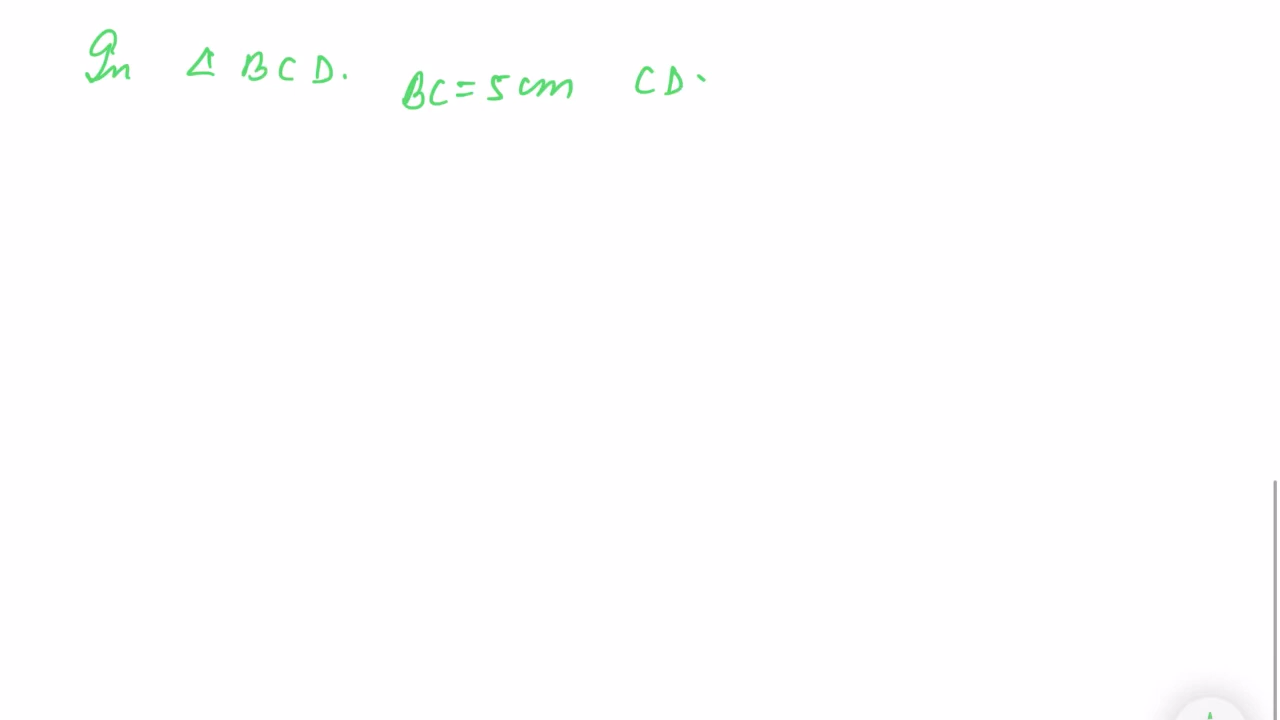 In Δ BCD. BC = 5 cm CD